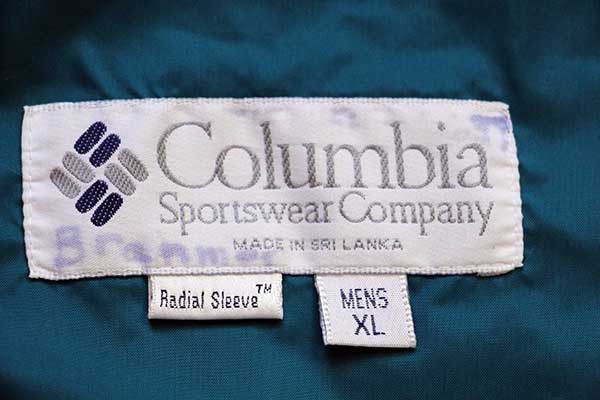 Columbia
Sportswear Company
MADE IN SRI LANKA
Radial Sleeve™
MENS
XL